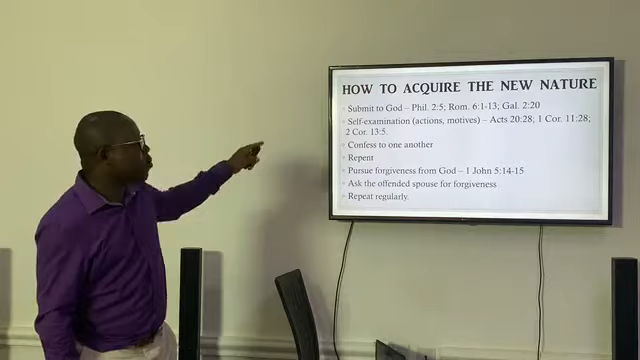 HOW TO ACQUIRE THE NEW NATURE
Submit to God – Phil. 2:5; Rom. 6:1-13; Gal. 2:20
Self-examination (actions, motives) – Acts 20:28; 1 Cor. 11:28;
2 Cor. 13:5.
Confess to one another
Repent
Pursue forgiveness from God – 1 John 5:14-15
Ask the offended spouse for forgiveness
Repeat regularly.